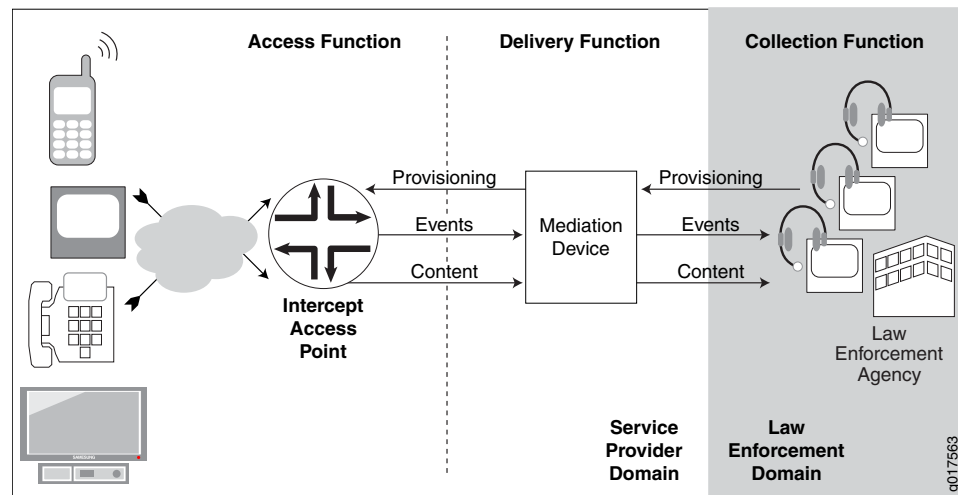 Access Function
Delivery Function
Collection Function
Provisioning
Provisioning
Events
Mediation
Device
Events
Content
Content
Intercept
Access
Point
Law
Enforcement
Agency
SAMSUNG
Service
Provider
Domain
Law
Enforcement
Domain
g017563